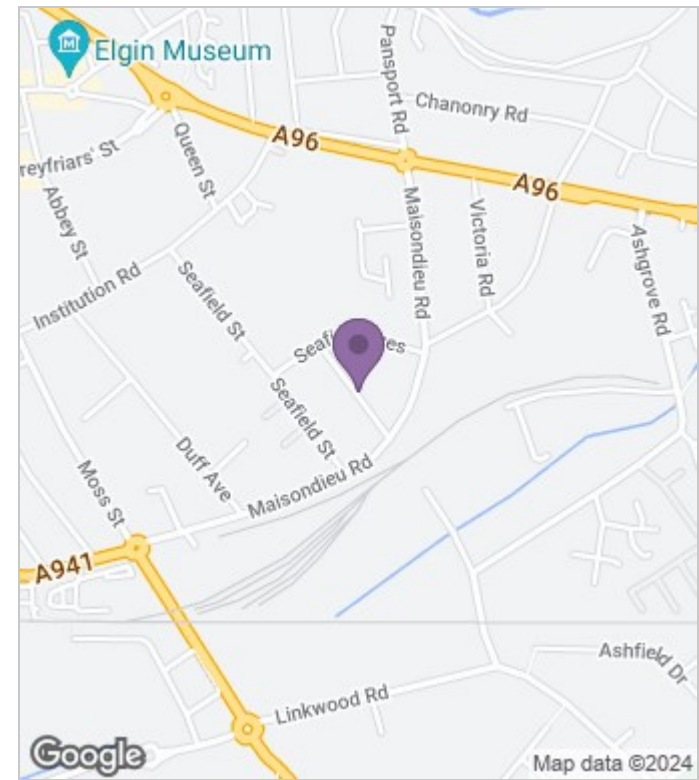 Elgin Museum
Pansport Rd
Chanonry Rd
A96
Queen St
reyfriars' St
A96
Abbey St
Maisondieu Rd
Victoria Rd
Ashgrove Rd
Institution Rd
Seafield St
Seafi
es
Seafield St
Duff Ave
Maisondieu Rd
Moss St
A941
Ashfield Dr
Linkwood Rd
Google
Map data ©2024